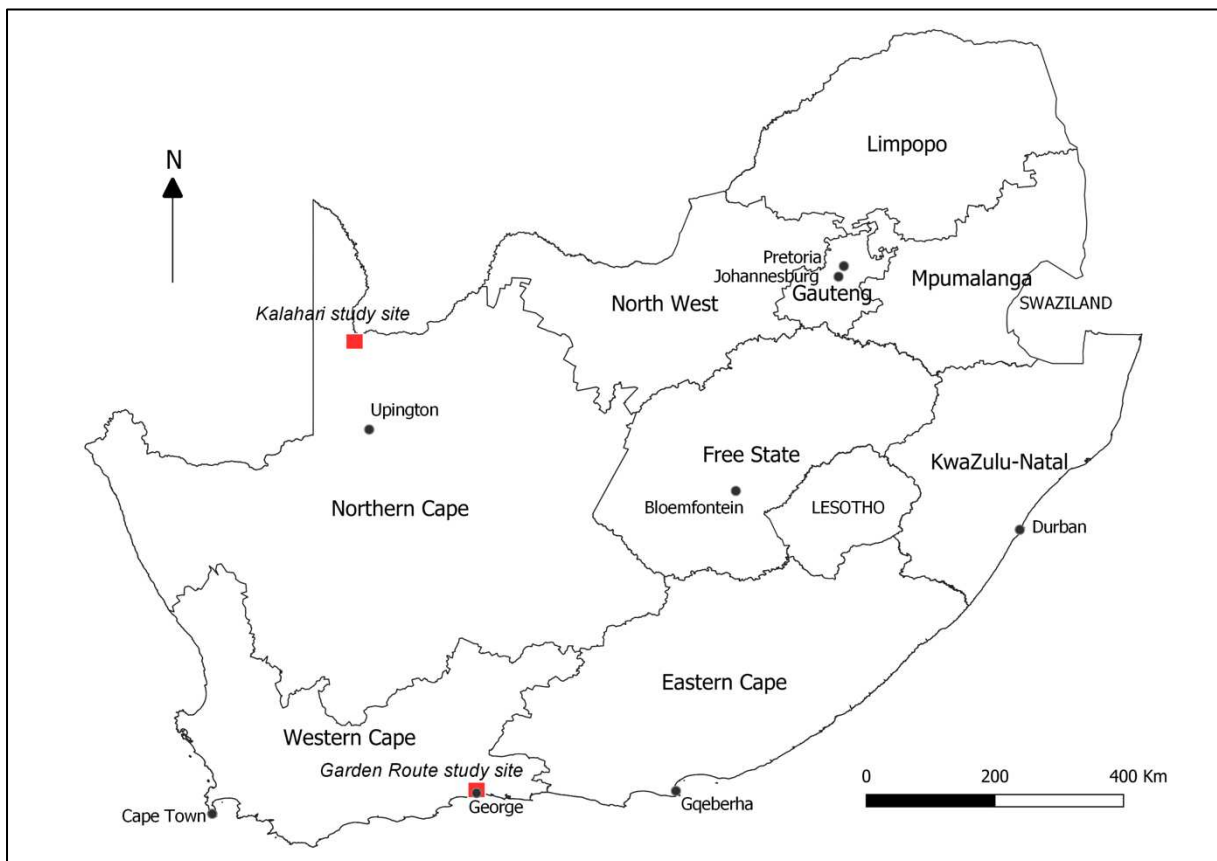 N
Limpopo
Pretoria
Johannesburg
Gauteng
Mpumalanga
North West
SWAZILAND
Kalahari study site
Upington
Free State
KwaZulu-Natal
Northern Cape
Bloemfontein
LESOTHO
Durban
Eastern Cape
Western Cape
Garden Route study site
George
Cape Town
Gqeberha
0 200 400 Km